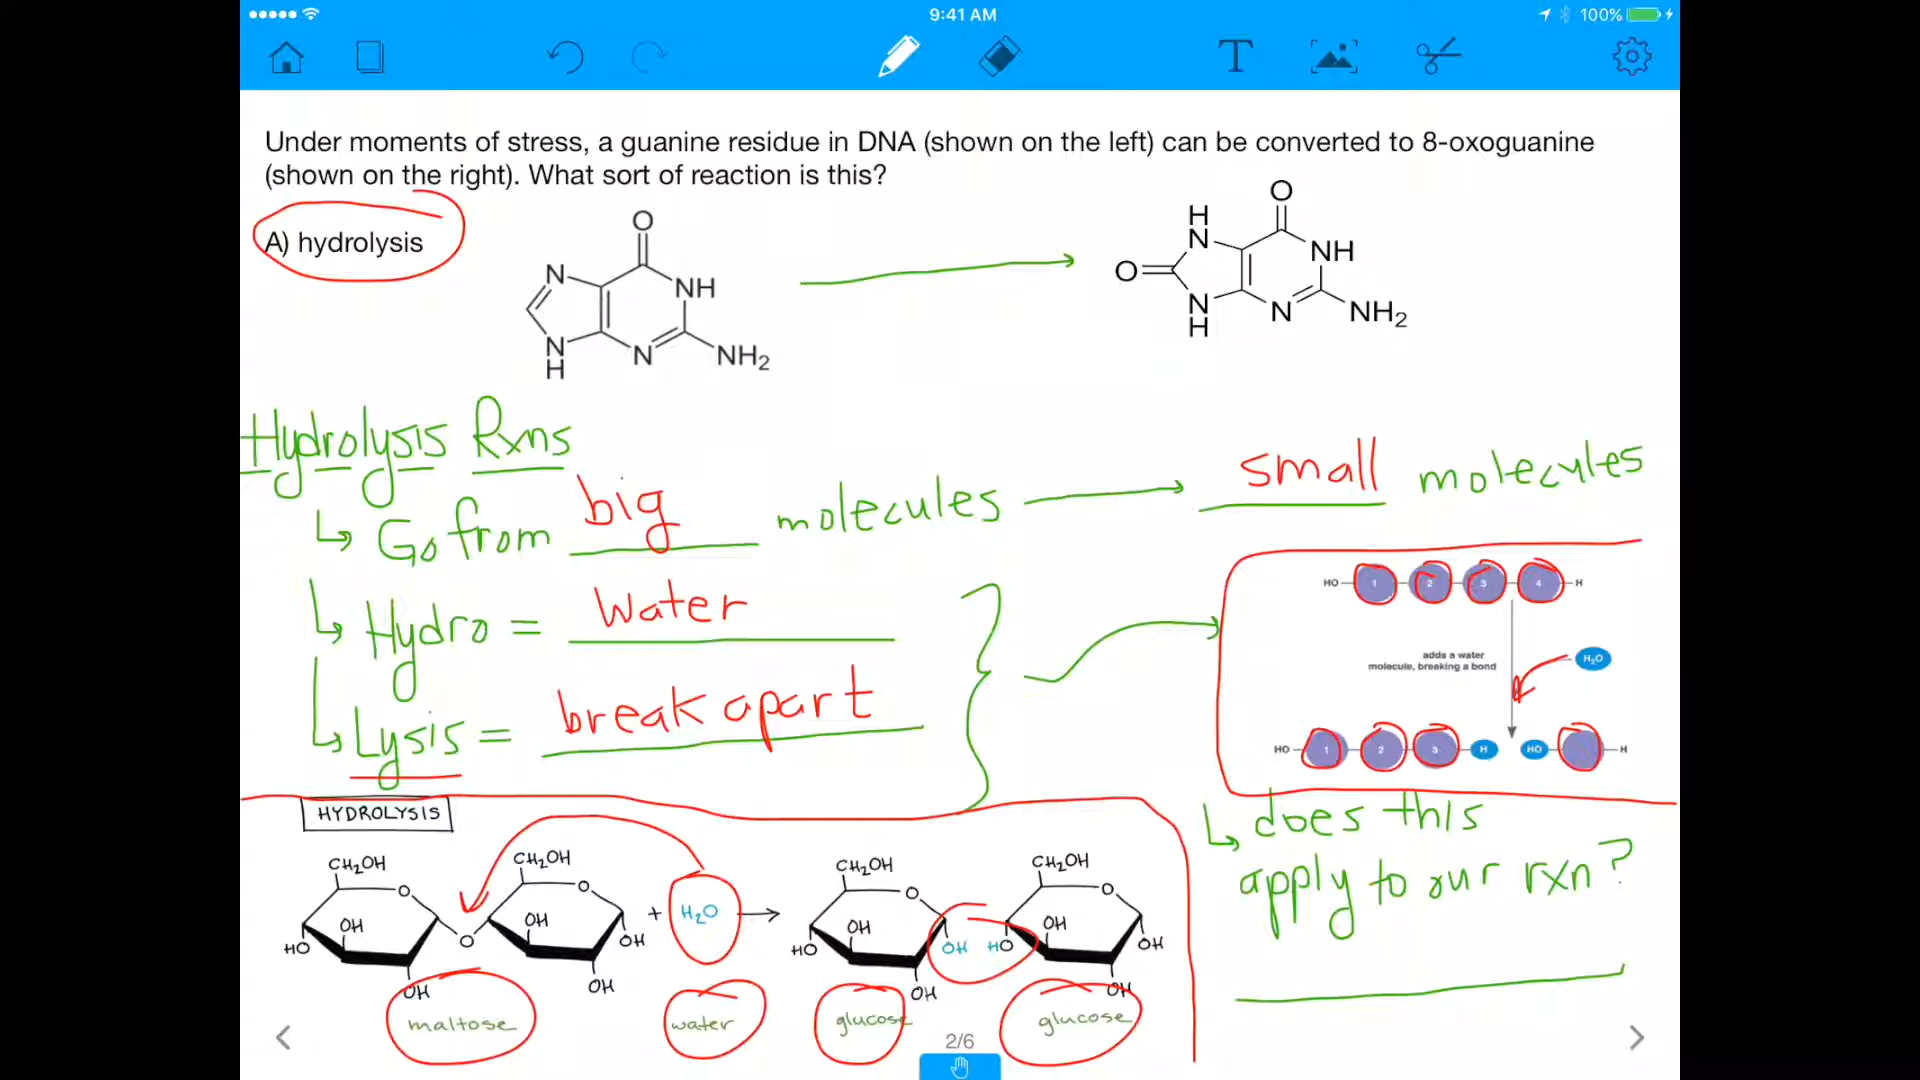 9:41 AM
100%
T
Under moments of stress, a guanine residue in DNA (shown on the left) can be converted to 8-oxoguanine
(shown on the right). What sort of reaction is this?
A) hydrolysis
O
N
NH
N
H
N
NH2
O
H
N
NH
O
N
H
N
NH2
Hydrolysis Rxns
↳ Go from big molecules → small molecules
↳ Hydro = Water
↳ Lysis = break apart
HO 1 2 3 4 H
adds a water
molecule, breaking a bond
H2O
HO 1 2 3 H HO H
↳ does this
apply to our rxn?
HYDROLYSIS
CH2OH CH2OH CH2OH CH2OH
O O O O
OH OH + H2O → OH OH
HO O OH HO OH HO OH
OH OH OH OH
maltose water glucose glucose
2/6